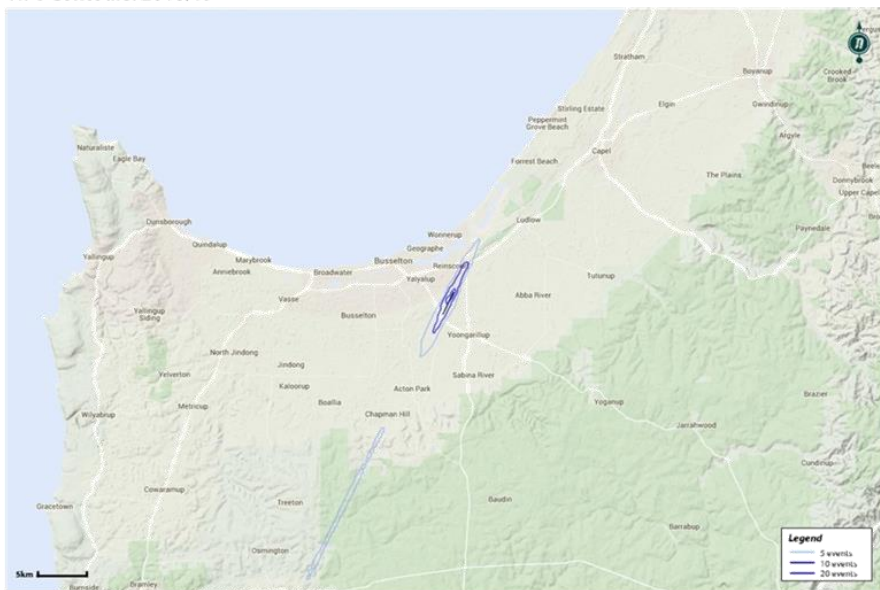 Stratham
Boyanup
Crooked
Brook
Stirling Estate
Elgin
Gwindinup
Peppermint
Grove Beach
Argyle
Naturaliste
Eagle Bay
Forrest Beach
Capel
The Plains
Donnybrook
Upper Capel
Dunsborough
Ludlow
Wonnerup
Paynedale
Quindalup
Geographe
Yallingup
Marybrook
Busselton
Reinscourt
Anniebrook
Broadwater
Yalyalup
Tutunup
Vasse
Abba River
Yallingup
Siding
Busselton
Yoongarillup
North Jindong
Jindong
Yelverton
Sabina River
Kaloorup
Acton Park
Brazier
Metricup
Boallia
Yoganup
Wilyabrup
Chapman Hill
Jarrahwood
Cundinup
Cowaramup
Baudin
Gracetown
Treeton
Barrabup
Osmington
Legend
5 events
10 events
20 events
5km
Bramley
Burnside